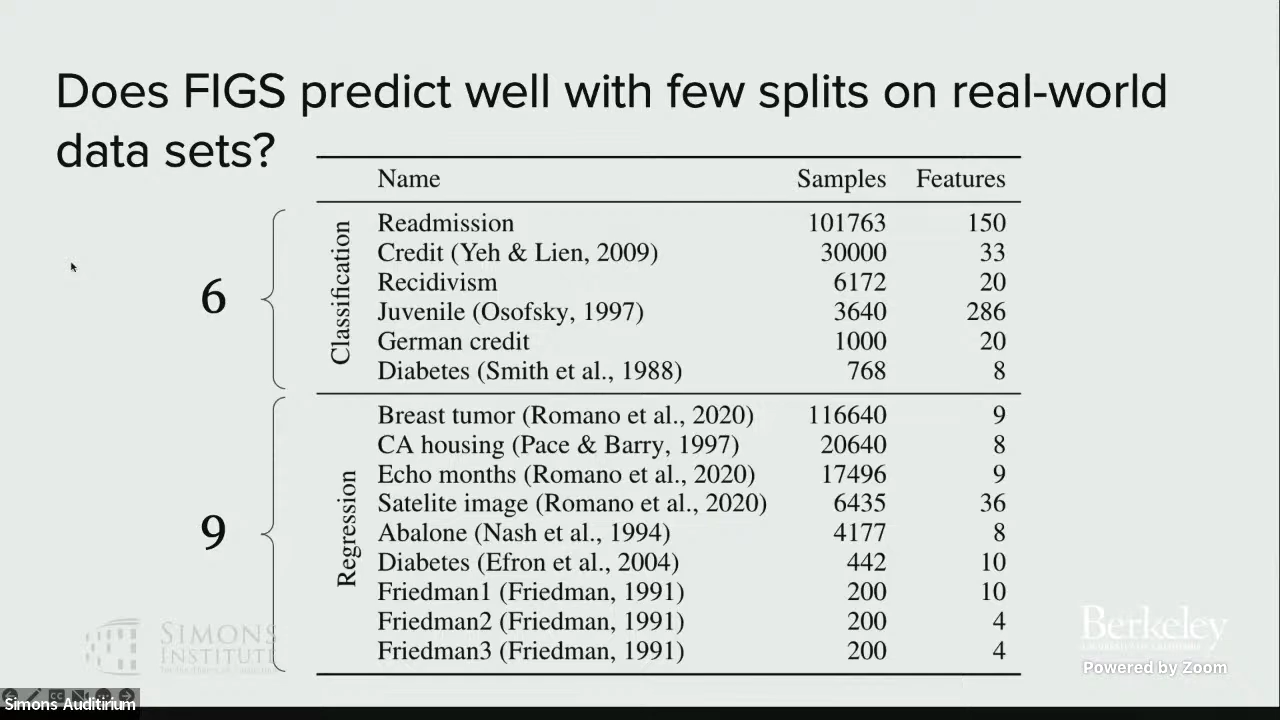 Does FIGS predict well with few splits on real-world
data sets?
Name Samples Features
Classification
6
Readmission 101763 150
Credit (Yeh & Lien, 2009) 30000 33
Recidivism 6172 20
Juvenile (Osofsky, 1997) 3640 286
German credit 1000 20
Diabetes (Smith et al., 1988) 768 8
Regression
9
Breast tumor (Romano et al., 2020) 116640 9
CA housing (Pace & Barry, 1997) 20640 8
Echo months (Romano et al., 2020) 17496 9
Satelite image (Romano et al., 2020) 6435 36
Abalone (Nash et al., 1994) 4177 8
Diabetes (Efron et al., 2004) 442 10
Friedman1 (Friedman, 1991) 200 10
Friedman2 (Friedman, 1991) 200 4
Friedman3 (Friedman, 1991) 200 4
SIMONS
INSTITUTE
Berkeley
Powered by Zoom
Simons Auditirium